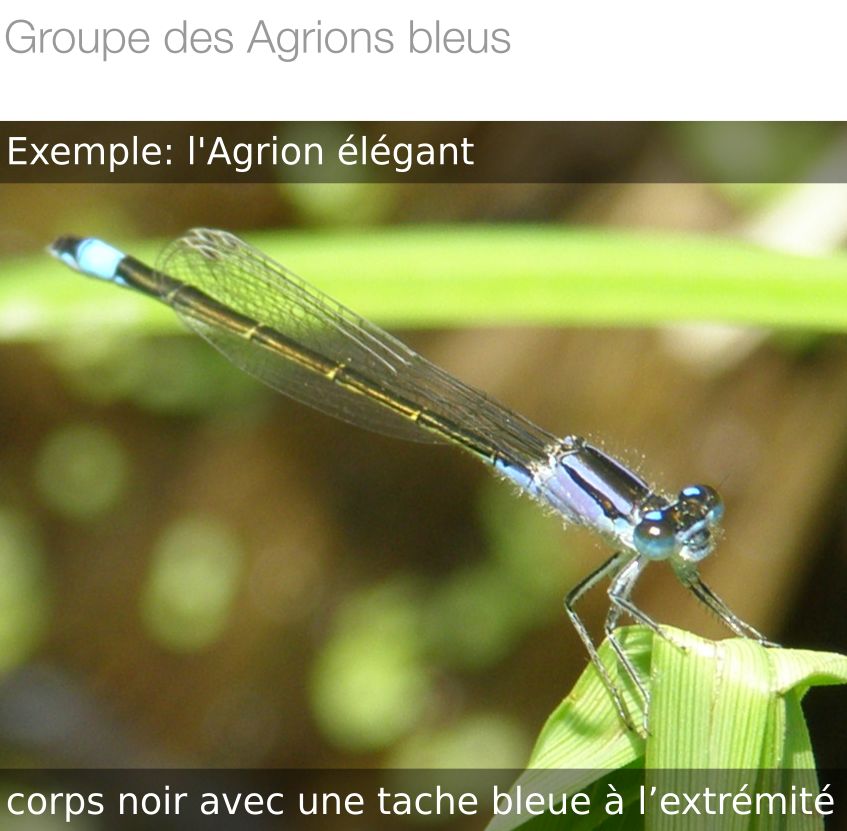 Groupe des Agrions bleus
Exemple: l'Agrion élégant
corps noir avec une tache bleue à l’extrémité